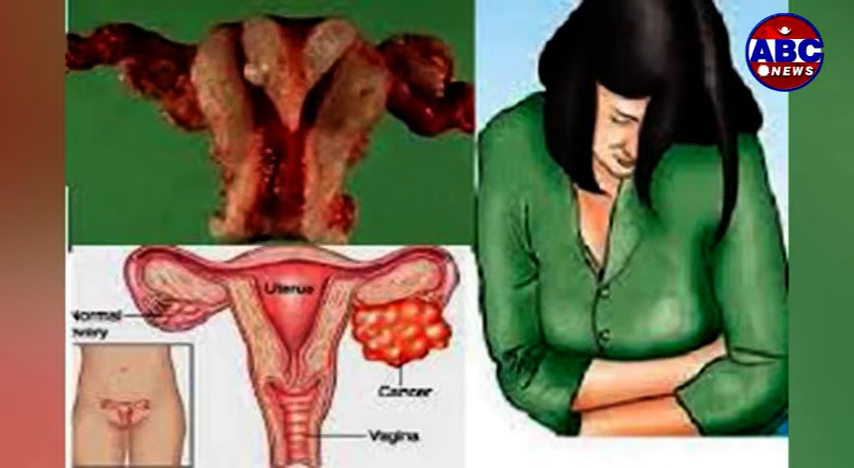 ABC
NEWS
Uterus
Normal
ovary
Cancer
Vagina